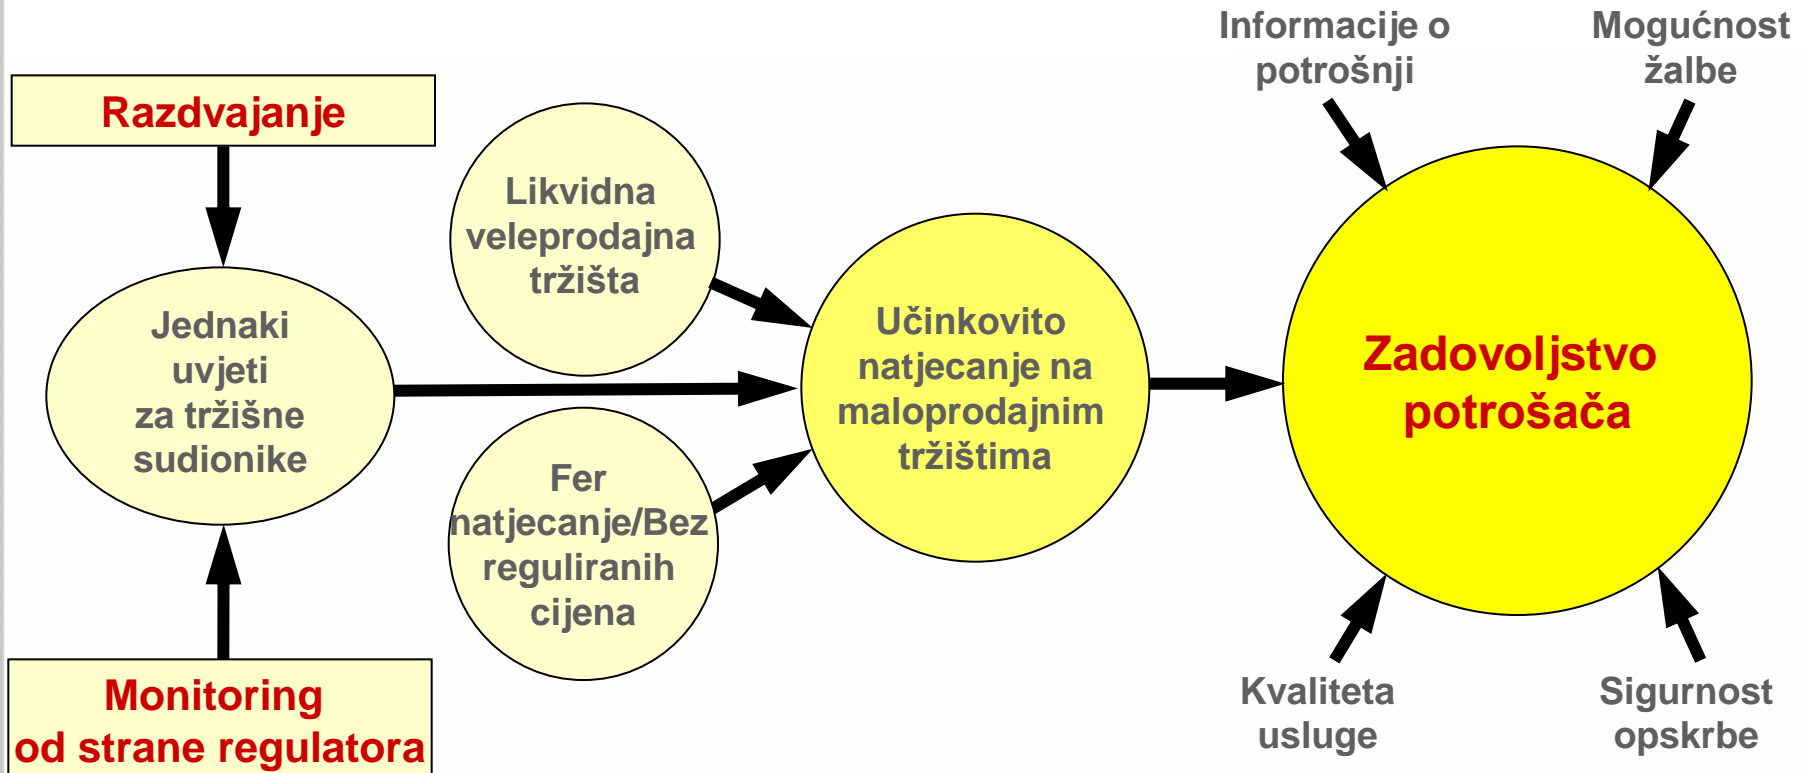 Razdvajanje
Jednaki
uvjeti
za tržišne
sudionike
Monitoring
od strane regulatora
Likvidna
veleprodajna
tržišta
Fer
natjecanje/Bez
reguliranih
cijena
Učinkovito
natjecanje na
maloprodajnim
tržištima
Informacije o
potrošnji
Mogućnost
žalbe
Zadovoljstvo
potrošača
Kvaliteta
usluge
Sigurnost
opskrbe